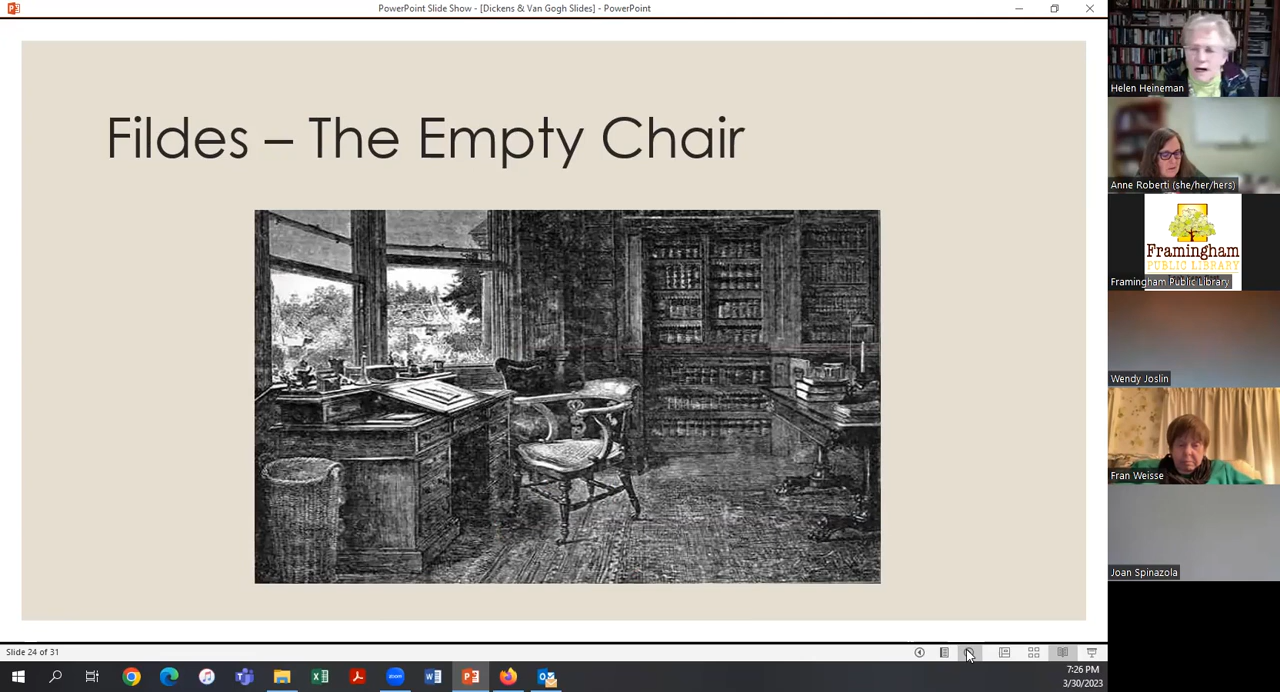 PowerPoint Slide Show - [Dickens & Van Gogh Slides] - PowerPoint
Fildes – The Empty Chair
Helen Heineman
Anne Roberti (she/her/hers)
Framingham
PUBLIC LIBRARY
Framingham Public Library
Wendy Joslin
Fran Weisse
Joan Spinazola
Slide 24 of 31
zoom
7:26 PM
3/30/2023